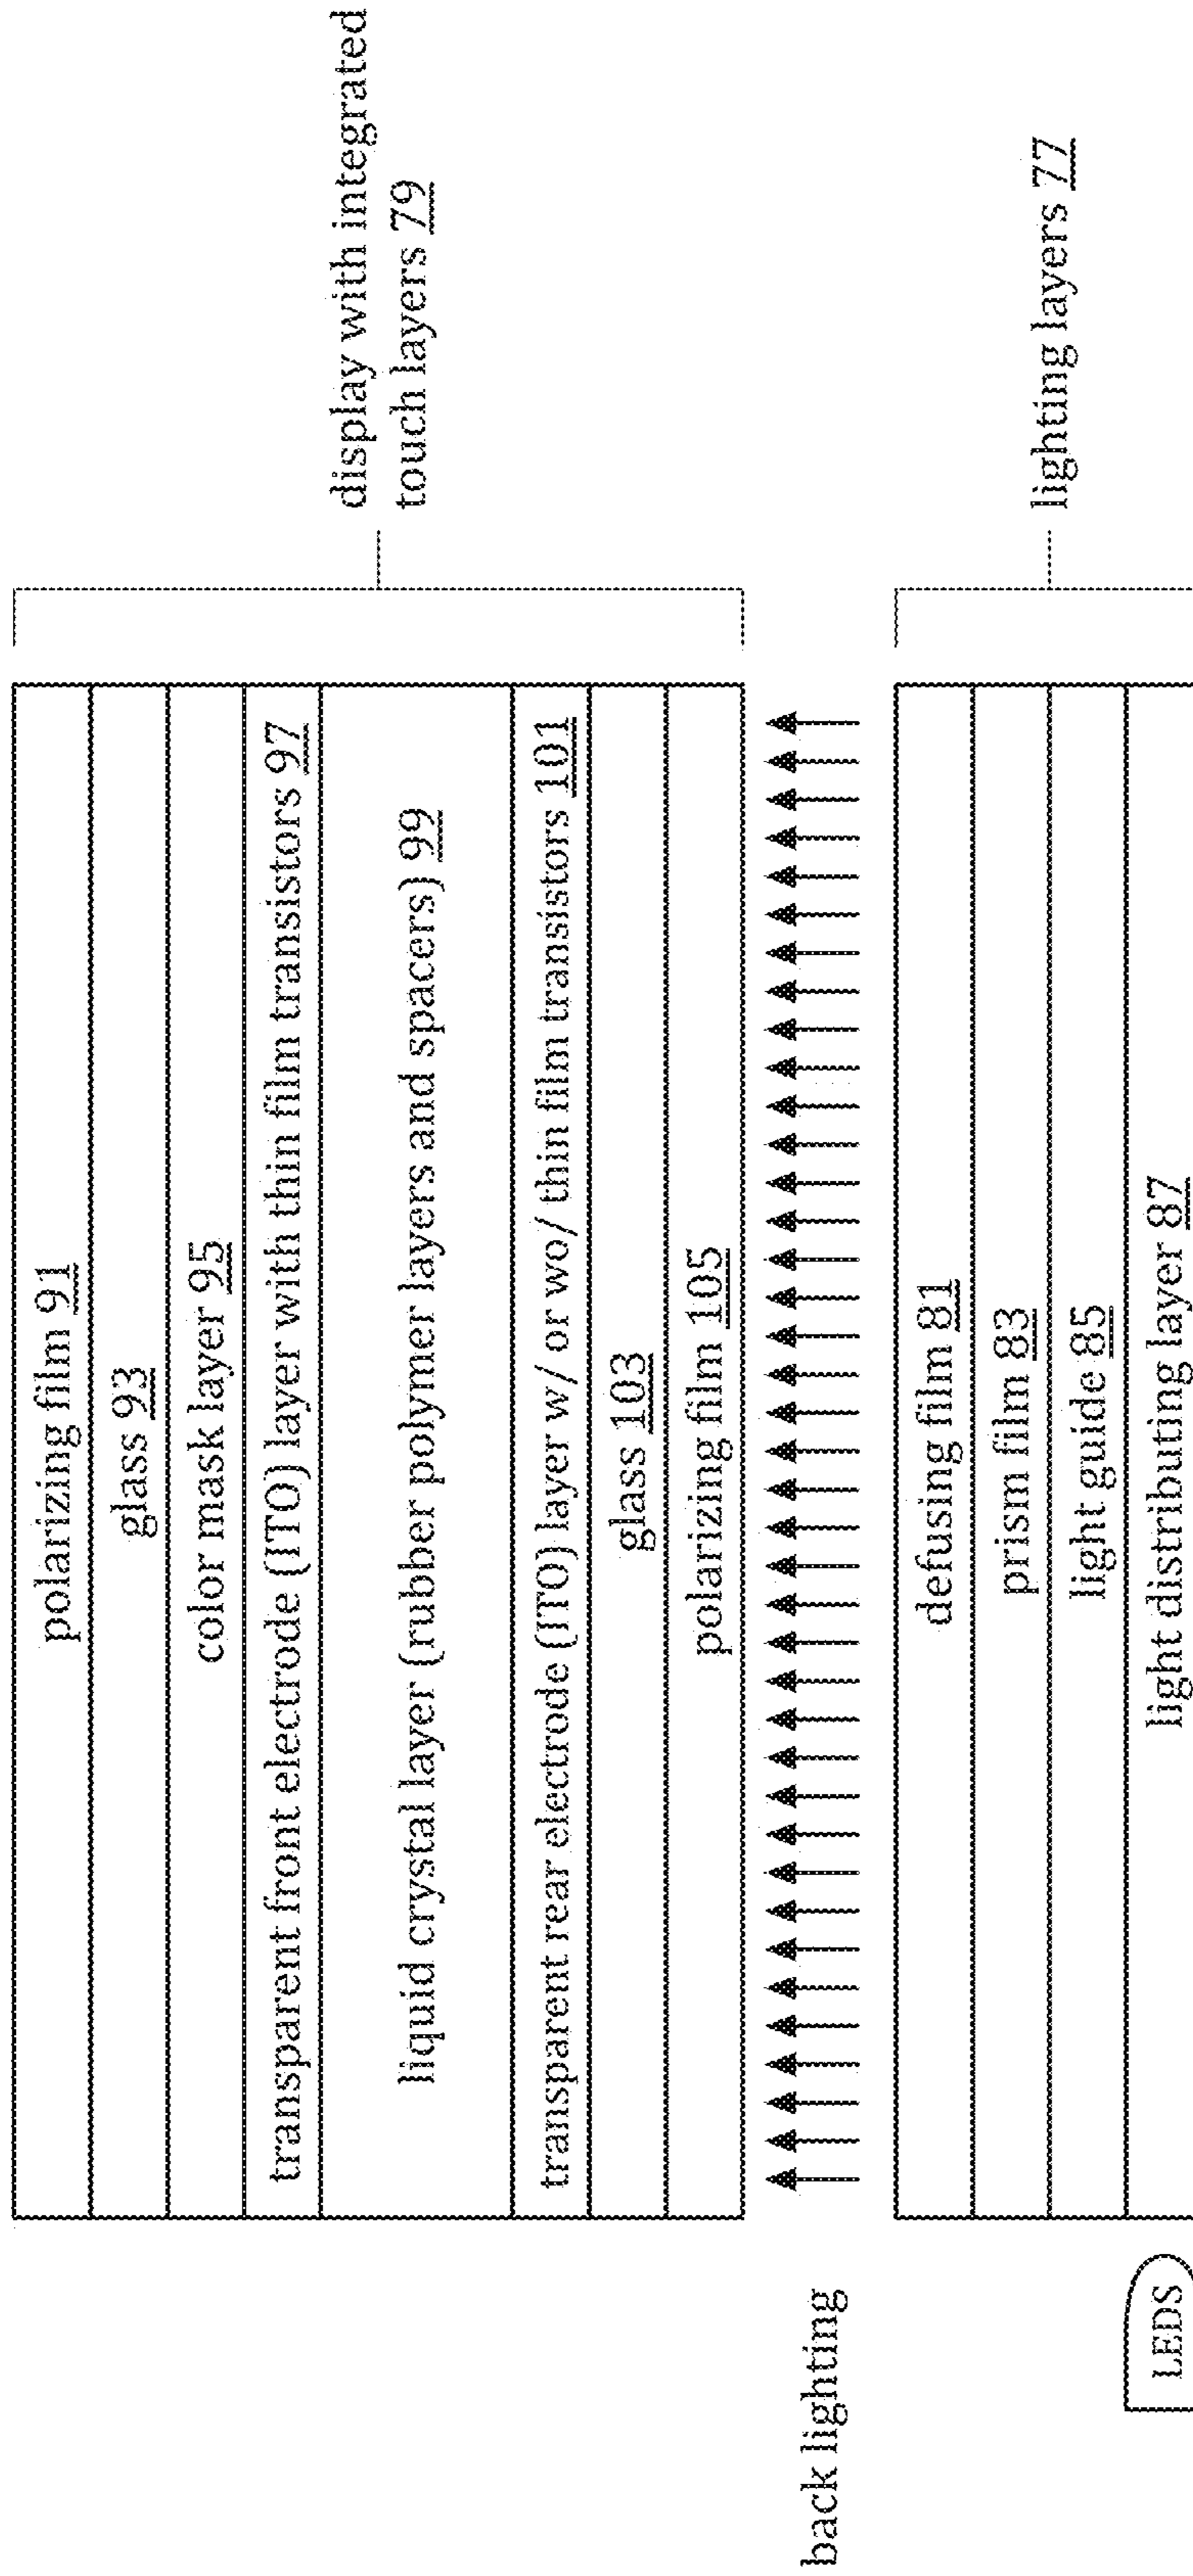 polarizing film 91
glass 93
color mask layer 95
transparent front electrode (ITO) layer with thin film transistors 97
liquid crystal layer (rubber polymer layers and spacers) 99
transparent rear electrode (ITO) layer w/ or wo/ thin film transistors 101
glass 103
polarizing film 105
display with integrated
touch layers 79
back lighting
defusing film 81
prism film 83
light guide 85
light distributing layer 87
lighting layers 77
LEDS